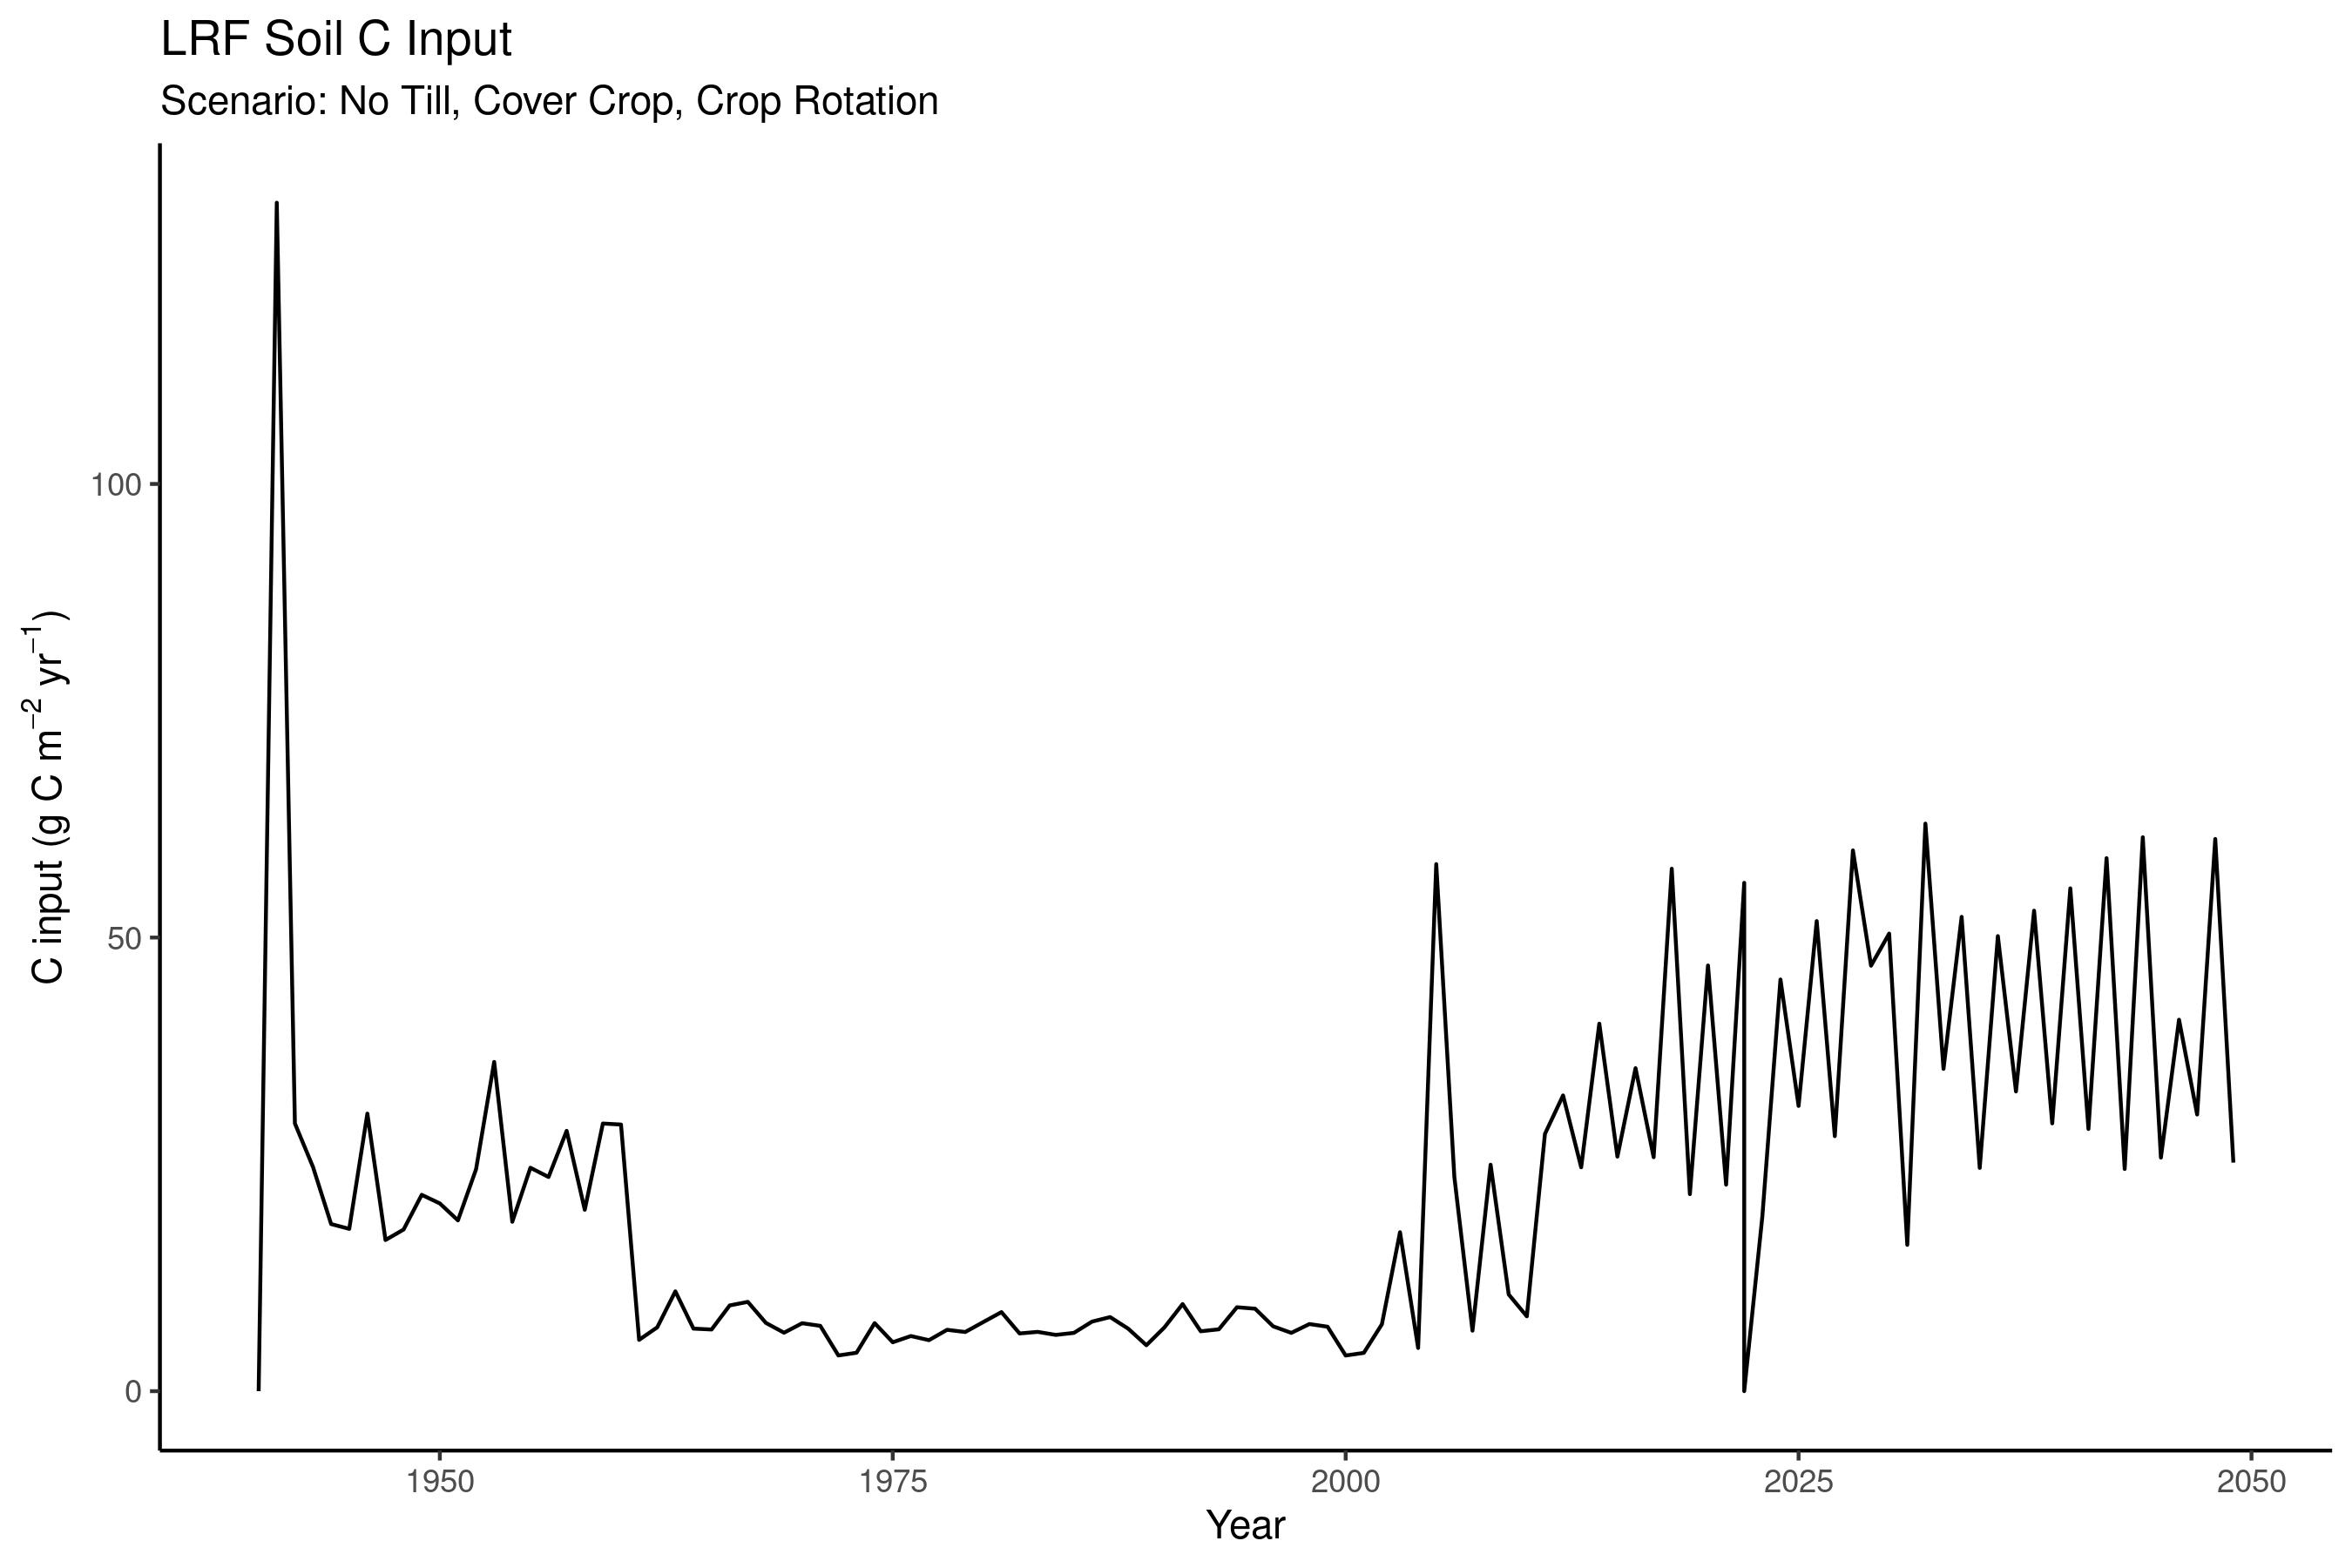 LRF Soil C Input
Scenario: No Till, Cover Crop, Crop Rotation
C input (g C m⁻² yr⁻¹)
100
50
0
1950
1975
2000
2025
2050
Year